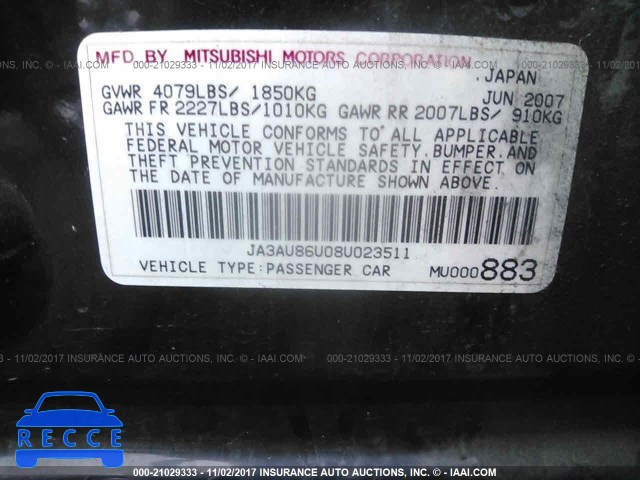 000-21029333 - 11/02/2017 INSURANCE AUTO AUCTIONS - © IAAI.COM
MFD BY MITSUBISHI MOTORS CORPORATION
JAPAN
GVWR 4079LBS/ 1850KG JUN 2007
GAWR FR 2227LBS/1010KG GAWR RR 2007LBS/ 910KG
THIS VEHICLE CONFORMS TO ALL APPLICABLE
FEDERAL MOTOR VEHICLE SAFETY, BUMPER, AND
THEFT PREVENTION STANDARDS IN EFFECT ON
THE DATE OF MANUFACTURE SHOWN ABOVE.
JA3AU86U08U023511
VEHICLE TYPE:PASSENGER CAR MU000883
RECCE
000-21029333 - 11/02/2017 INSURANCE AUTO AUCTIONS - © IAAI.COM